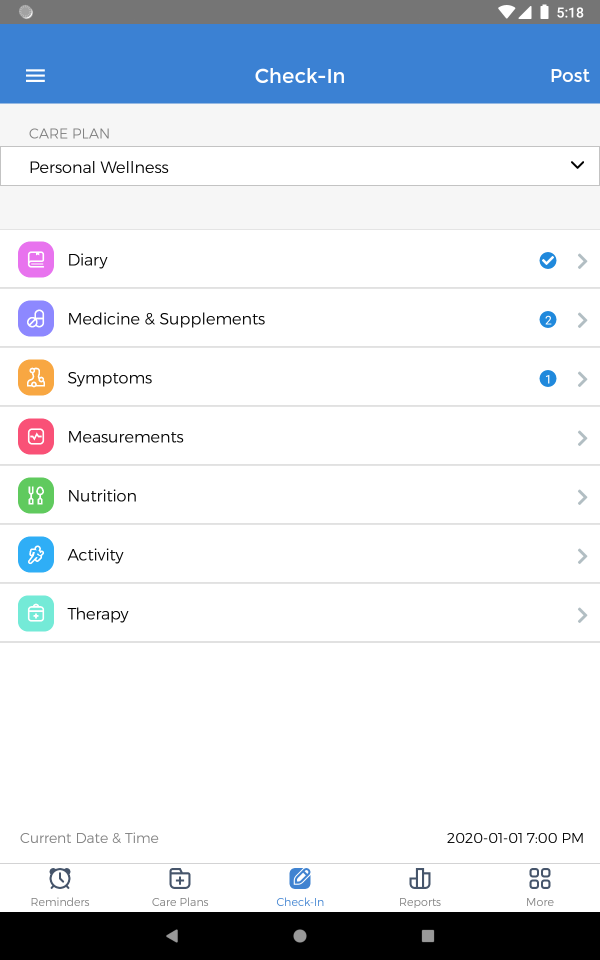 5:18
Check-In
Post
CARE PLAN
Personal Wellness
Diary
Medicine & Supplements
2
Symptoms
1
Measurements
Nutrition
Activity
Therapy
Current Date & Time
2020-01-01 7:00 PM
Reminders
Care Plans
Check-In
Reports
More